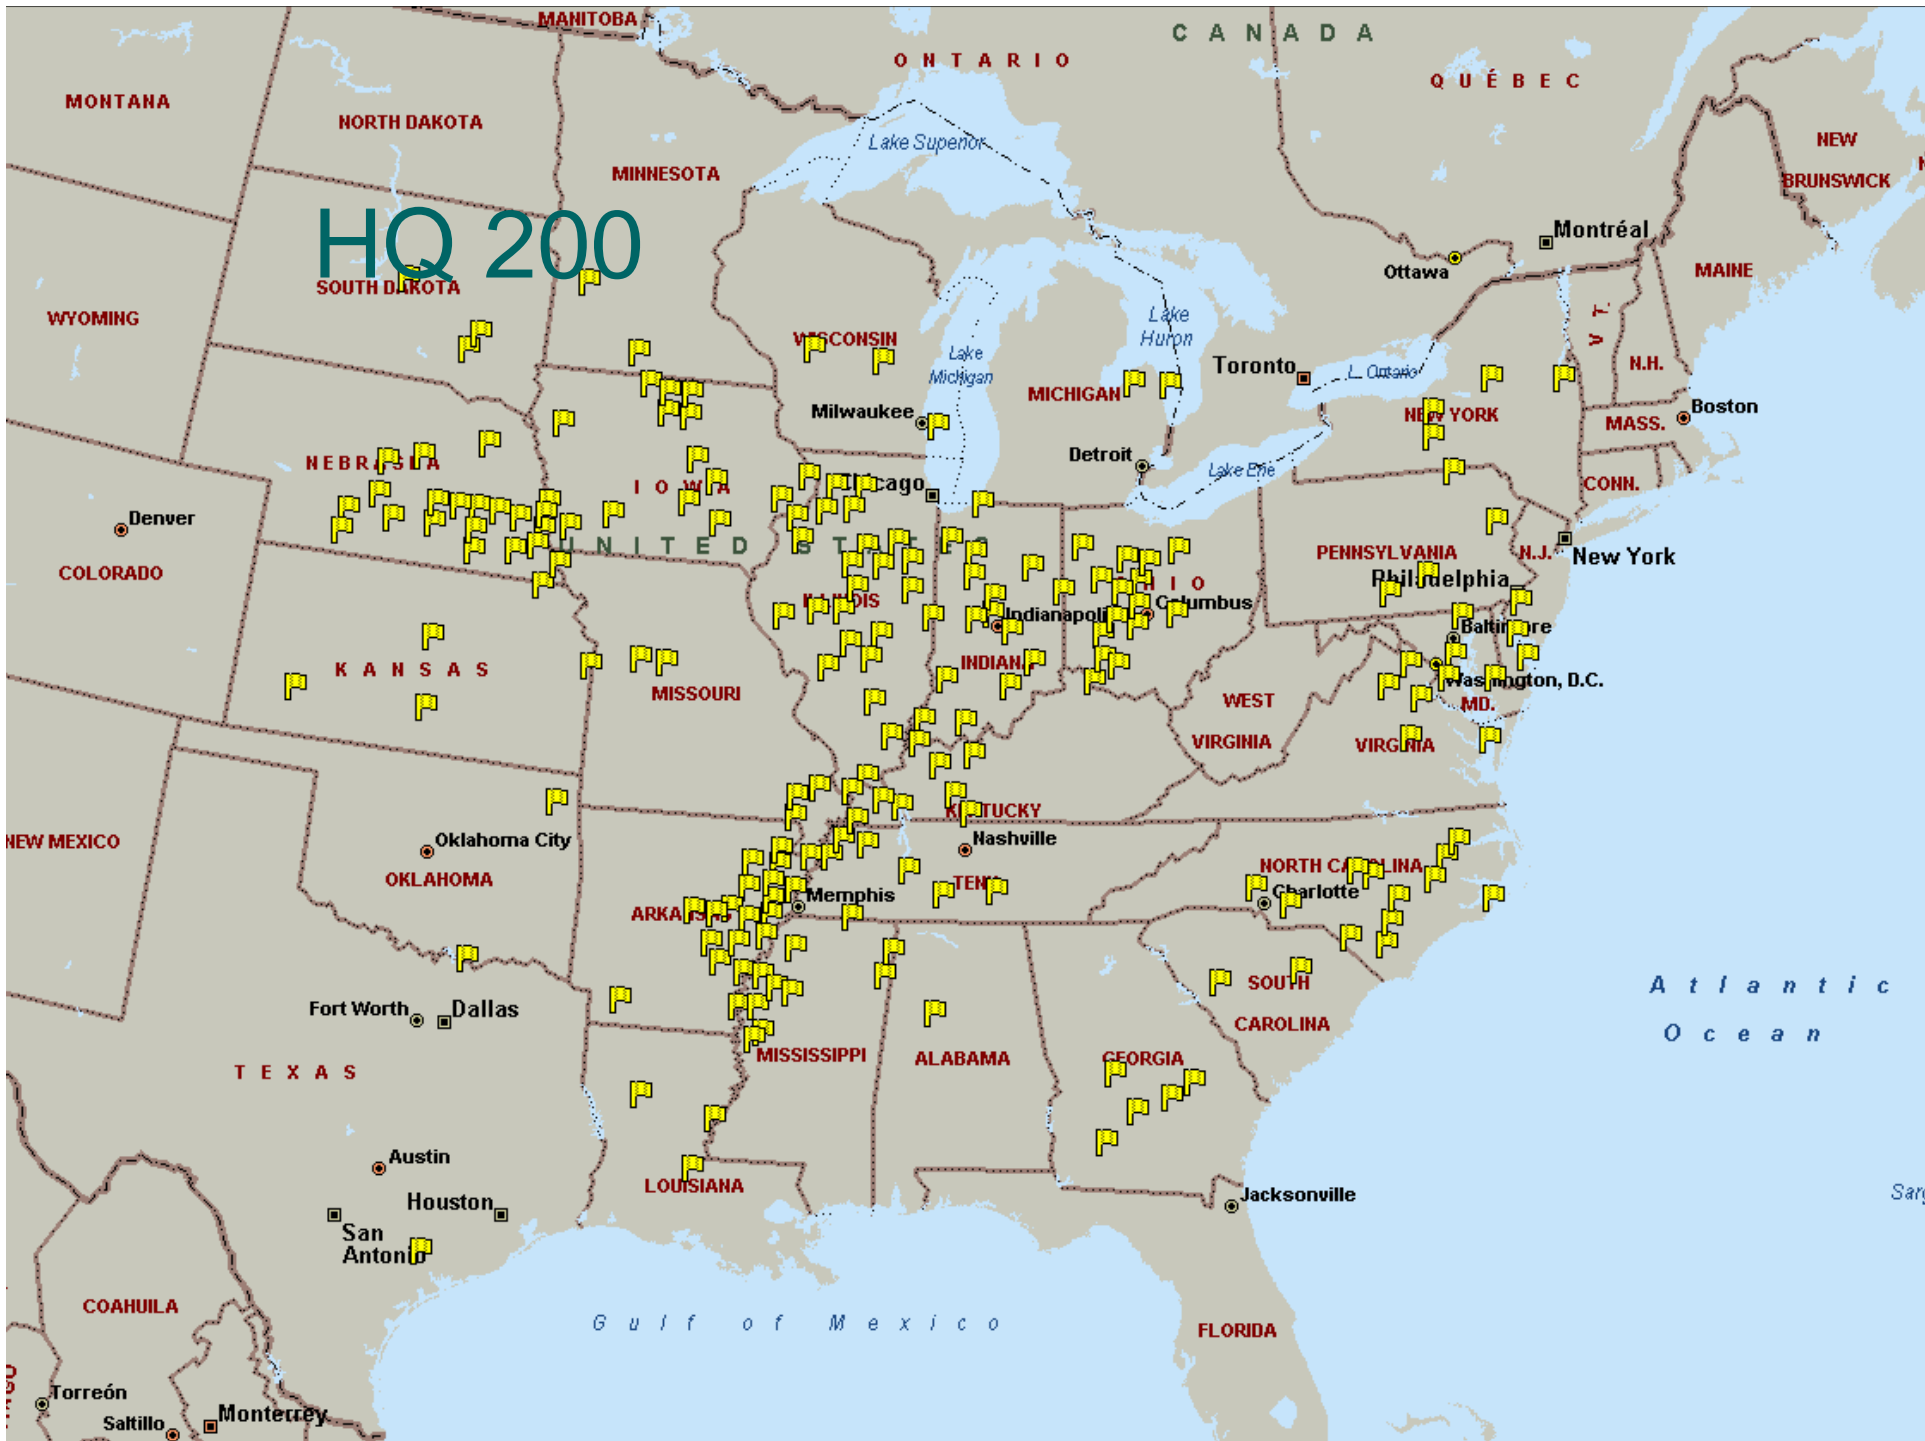 MANITOBA
CANADA
ONTARIO
QUÉBEC
MONTANA
NORTH DAKOTA
Lake Superior
NEW
BRUNSWICK
MINNESOTA
HQ 200
Montréal
Ottawa
MAINE
SOUTH DAKOTA
WYOMING
Lake
Huron
V T.
WISCONSIN
Lake
Michigan
Toronto
L. Ontario
N.H.
MICHIGAN
Milwaukee
NEW YORK
Boston
MASS.
Detroit
Lake Erie
NEBRASKA
IOWA
Chicago
CONN.
Denver
UNITED STATES
PENNSYLVANIA
N.J.
New York
COLORADO
Philadelphia
OHIO
ILLINOIS
Indianapolis
Columbus
Baltimore
KANSAS
INDIANA
MISSOURI
Washington, D.C.
WEST
VIRGINIA
MD.
VIRGINIA
KENTUCKY
NEW MEXICO
Oklahoma City
Nashville
OKLAHOMA
TENN.
NORTH CAROLINA
Charlotte
Memphis
ARKANSAS
SOUTH
CAROLINA
Atlantic
Ocean
Fort Worth
Dallas
MISSISSIPPI
ALABAMA
GEORGIA
TEXAS
Austin
LOUISIANA
Houston
Jacksonville
San
Antonio
Sarg
COAHUILA
Gulf of Mexico
FLORIDA
Torreón
Saltillo
Monterrey